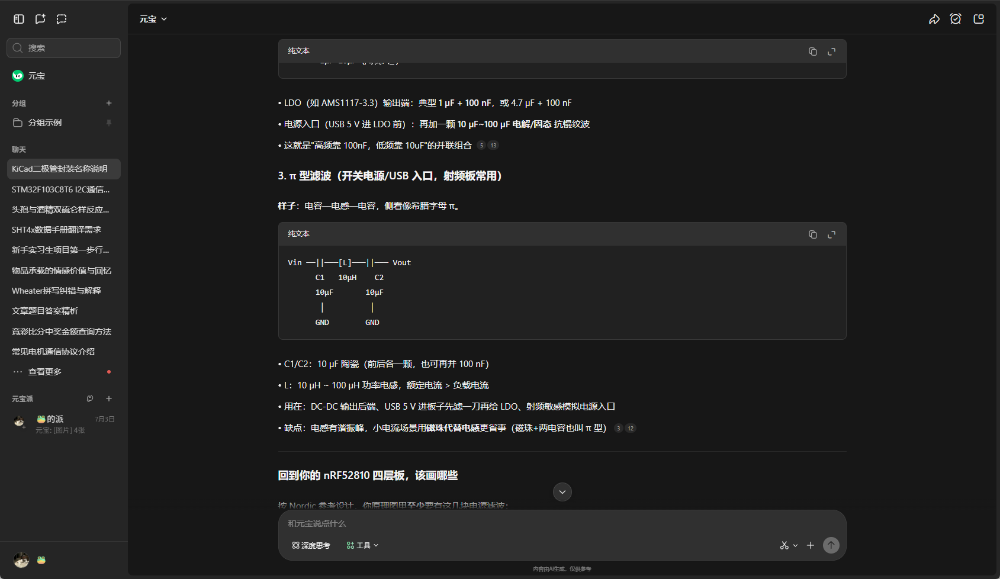 搜索
元宝
分组
分组示例
聊天
KiCad二极管封装名称说明
STM32F103C8T6 I2C通信...
头孢与酒精双硫仑样反应...
SHT4x数据手册翻译需求
新手实习生项目第一步行...
物品承载的情感价值与回忆
Wheater拼写纠错与解释
文章题目答案精析
竞彩比分中奖金额查询方法
常见电机通信协议介绍
查看更多
元宝派
的派 7月3日
元宝: [图片] 4张
元宝
纯文本
• LDO（如 AMS1117-3.3）输出端：典型 1 μF + 100 nF，或 4.7 μF + 100 nF
• 电源入口（USB 5 V 进 LDO 前）：再加一颗 10 μF~100 μF 电解/固态 抗慢纹波
• 这就是"高频靠 100nF，低频靠 10uF"的并联组合 5 13
3. π 型滤波（开关电源/USB 入口，射频板常用）
样子：电容—电感—电容，侧看像希腊字母 π。
纯文本
Vin ──||───[L]───||─── Vout
C1 10μH C2
10μF 10μF
│ │
GND GND
• C1/C2：10 μF 陶瓷（前后各一颗，也可再并 100 nF）
• L：10 μH ~ 100 μH 功率电感，额定电流 > 负载电流
• 用在：DC-DC 输出后端、USB 5 V 进板子先滤一刀再给 LDO、射频敏感模拟电源入口
• 缺点：电感有谐振峰，小电流场景用磁珠代替电感更省事（磁珠+两电容也叫 π 型） 3 12
回到你的 nRF52810 四层板，该画哪些
按 Nordic 参考设计，你原理图里至少要有这几块电源滤波：
和元宝说点什么
深度思考 工具
内容由AI生成，仅供参考